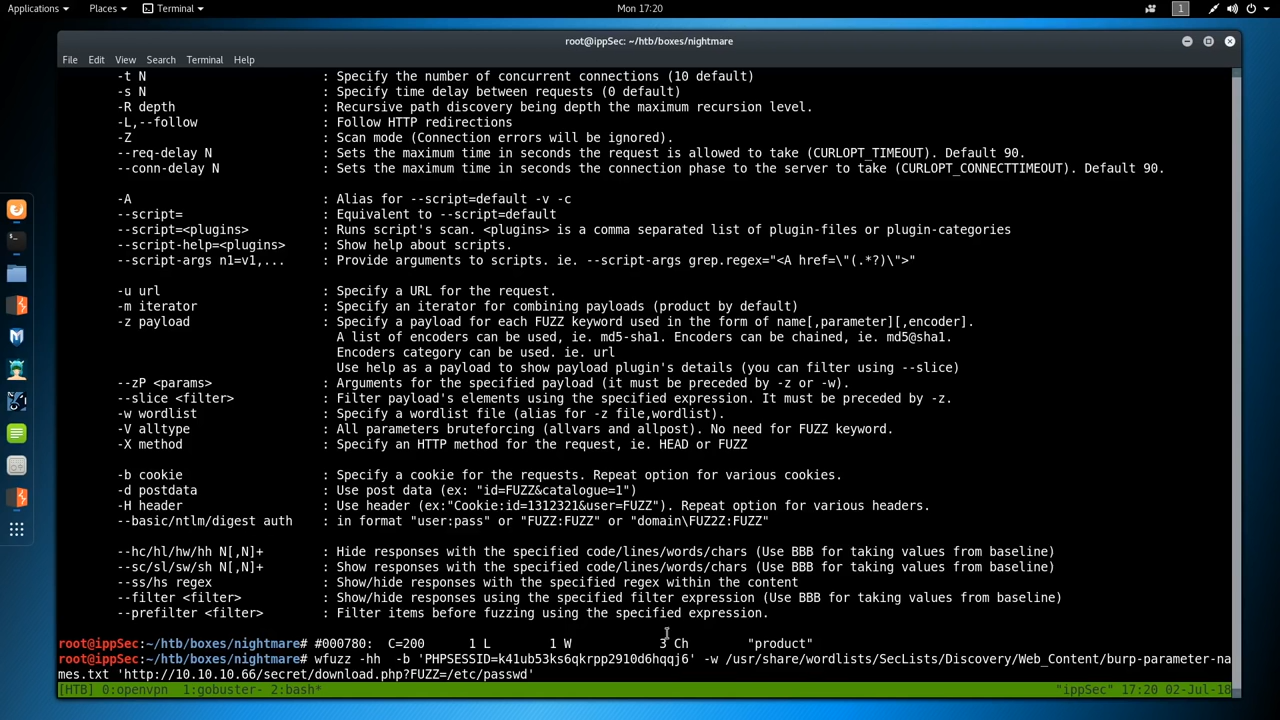 Applications Places Terminal Mon 17:20 1
root@ippSec: ~/htb/boxes/nightmare
File Edit View Search Terminal Help
-t N : Specify the number of concurrent connections (10 default)
-s N : Specify time delay between requests (0 default)
-R depth : Recursive path discovery being depth the maximum recursion level.
-L,--follow : Follow HTTP redirections
-Z : Scan mode (Connection errors will be ignored).
--req-delay N : Sets the maximum time in seconds the request is allowed to take (CURLOPT_TIMEOUT). Default 90.
--conn-delay N : Sets the maximum time in seconds the connection phase to the server to take (CURLOPT_CONNECTTIMEOUT). Default 90.
-A : Alias for --script=default -v -c
--script= : Equivalent to --script=default
--script=<plugins> : Runs script's scan. <plugins> is a comma separated list of plugin-files or plugin-categories
--script-help=<plugins> : Show help about scripts.
--script-args n1=v1,... : Provide arguments to scripts. ie. --script-args grep.regex="<A href=\"(.*?)\">"
-u url : Specify a URL for the request.
-m iterator : Specify an iterator for combining payloads (product by default)
-z payload : Specify a payload for each FUZZ keyword used in the form of name[,parameter][,encoder].
A list of encoders can be used, ie. md5-sha1. Encoders can be chained, ie. md5@sha1.
Encoders category can be used. ie. url
Use help as a payload to show payload plugin's details (you can filter using --slice)
--zP <params> : Arguments for the specified payload (it must be preceded by -z or -w).
--slice <filter> : Filter payload's elements using the specified expression. It must be preceded by -z.
-w wordlist : Specify a wordlist file (alias for -z file,wordlist).
-V alltype : All parameters bruteforcing (allvars and allpost). No need for FUZZ keyword.
-X method : Specify an HTTP method for the request, ie. HEAD or FUZZ
-b cookie : Specify a cookie for the requests. Repeat option for various cookies.
-d postdata : Use post data (ex: "id=FUZZ&catalogue=1")
-H header : Use header (ex:"Cookie:id=1312321&user=FUZZ"). Repeat option for various headers.
--basic/ntlm/digest auth : in format "user:pass" or "FUZZ:FUZZ" or "domain\FUZ2Z:FUZZ"
--hc/hl/hw/hh N[,N]+ : Hide responses with the specified code/lines/words/chars (Use BBB for taking values from baseline)
--sc/sl/sw/sh N[,N]+ : Show responses with the specified code/lines/words/chars (Use BBB for taking values from baseline)
--ss/hs regex : Show/hide responses with the specified regex within the content
--filter <filter> : Show/hide responses using the specified filter expression (Use BBB for taking values from baseline)
--prefilter <filter> : Filter items before fuzzing using the specified expression.
root@ippSec:~/htb/boxes/nightmare# #000780: C=200 1 L 1 W 3 Ch "product"
root@ippSec:~/htb/boxes/nightmare# wfuzz -hh -b 'PHPSESSID=k41ub53ks6qkrpp2910d6hqqj6' -w /usr/share/wordlists/SecLists/Discovery/Web_Content/burp-parameter-na
mes.txt 'http://10.10.10.66/secret/download.php?FUZZ=/etc/passwd'
[HTB] 0:openvpn 1:gobuster- 2:bash* "ippSec" 17:20 02-Jul-18